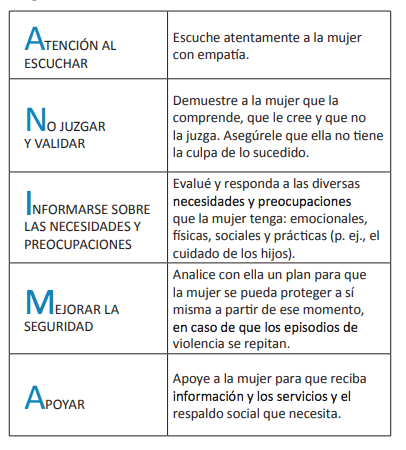 ATENCIÓN AL
ESCUCHAR
Escuche atentamente a la mujer
con empatía.
NO JUZGAR
Y VALIDAR
Demuestre a la mujer que la
comprende, que le cree y que no
la juzga. Asegúrele que ella no tiene
la culpa de lo sucedido.
INFORMARSE SOBRE
LAS NECESIDADES Y
PREOCUPACIONES
Evalué y responda a las diversas
necesidades y preocupaciones
que la mujer tenga: emocionales,
físicas, sociales y prácticas (p. ej., el
cuidado de los hijos).
MEJORAR LA
SEGURIDAD
Analice con ella un plan para que
la mujer se pueda proteger a sí
misma a partir de ese momento,
en caso de que los episodios de
violencia se repitan.
APOYAR
Apoye a la mujer para que reciba
información y los servicios y el
respaldo social que necesita.